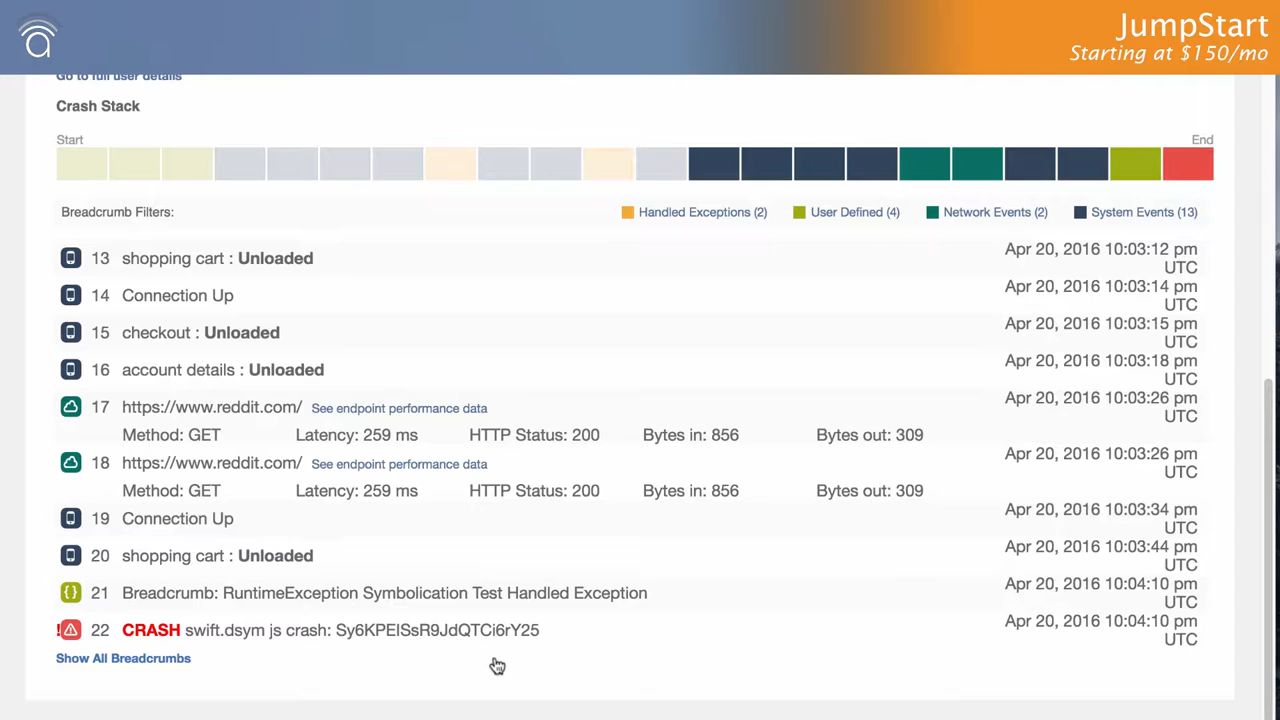 JumpStart
Starting at $150/mo
Go to full user details
Crash Stack
Start
End
Breadcrumb Filters:
Handled Exceptions (2)
User Defined (4)
Network Events (2)
System Events (13)
13 shopping cart : Unloaded Apr 20, 2016 10:03:12 pm
UTC
14 Connection Up Apr 20, 2016 10:03:14 pm
UTC
15 checkout : Unloaded Apr 20, 2016 10:03:15 pm
UTC
16 account details : Unloaded Apr 20, 2016 10:03:18 pm
UTC
17 https://www.reddit.com/ See endpoint performance data Apr 20, 2016 10:03:26 pm
UTC
Method: GET Latency: 259 ms HTTP Status: 200 Bytes in: 856 Bytes out: 309
18 https://www.reddit.com/ See endpoint performance data Apr 20, 2016 10:03:26 pm
UTC
Method: GET Latency: 259 ms HTTP Status: 200 Bytes in: 856 Bytes out: 309
19 Connection Up Apr 20, 2016 10:03:34 pm
UTC
20 shopping cart : Unloaded Apr 20, 2016 10:03:44 pm
UTC
21 Breadcrumb: RuntimeException Symbolication Test Handled Exception Apr 20, 2016 10:04:10 pm
UTC
22 CRASH swift.dsym js crash: Sy6KPEISsR9JdQTCi6rY25 Apr 20, 2016 10:04:10 pm
UTC
Show All Breadcrumbs